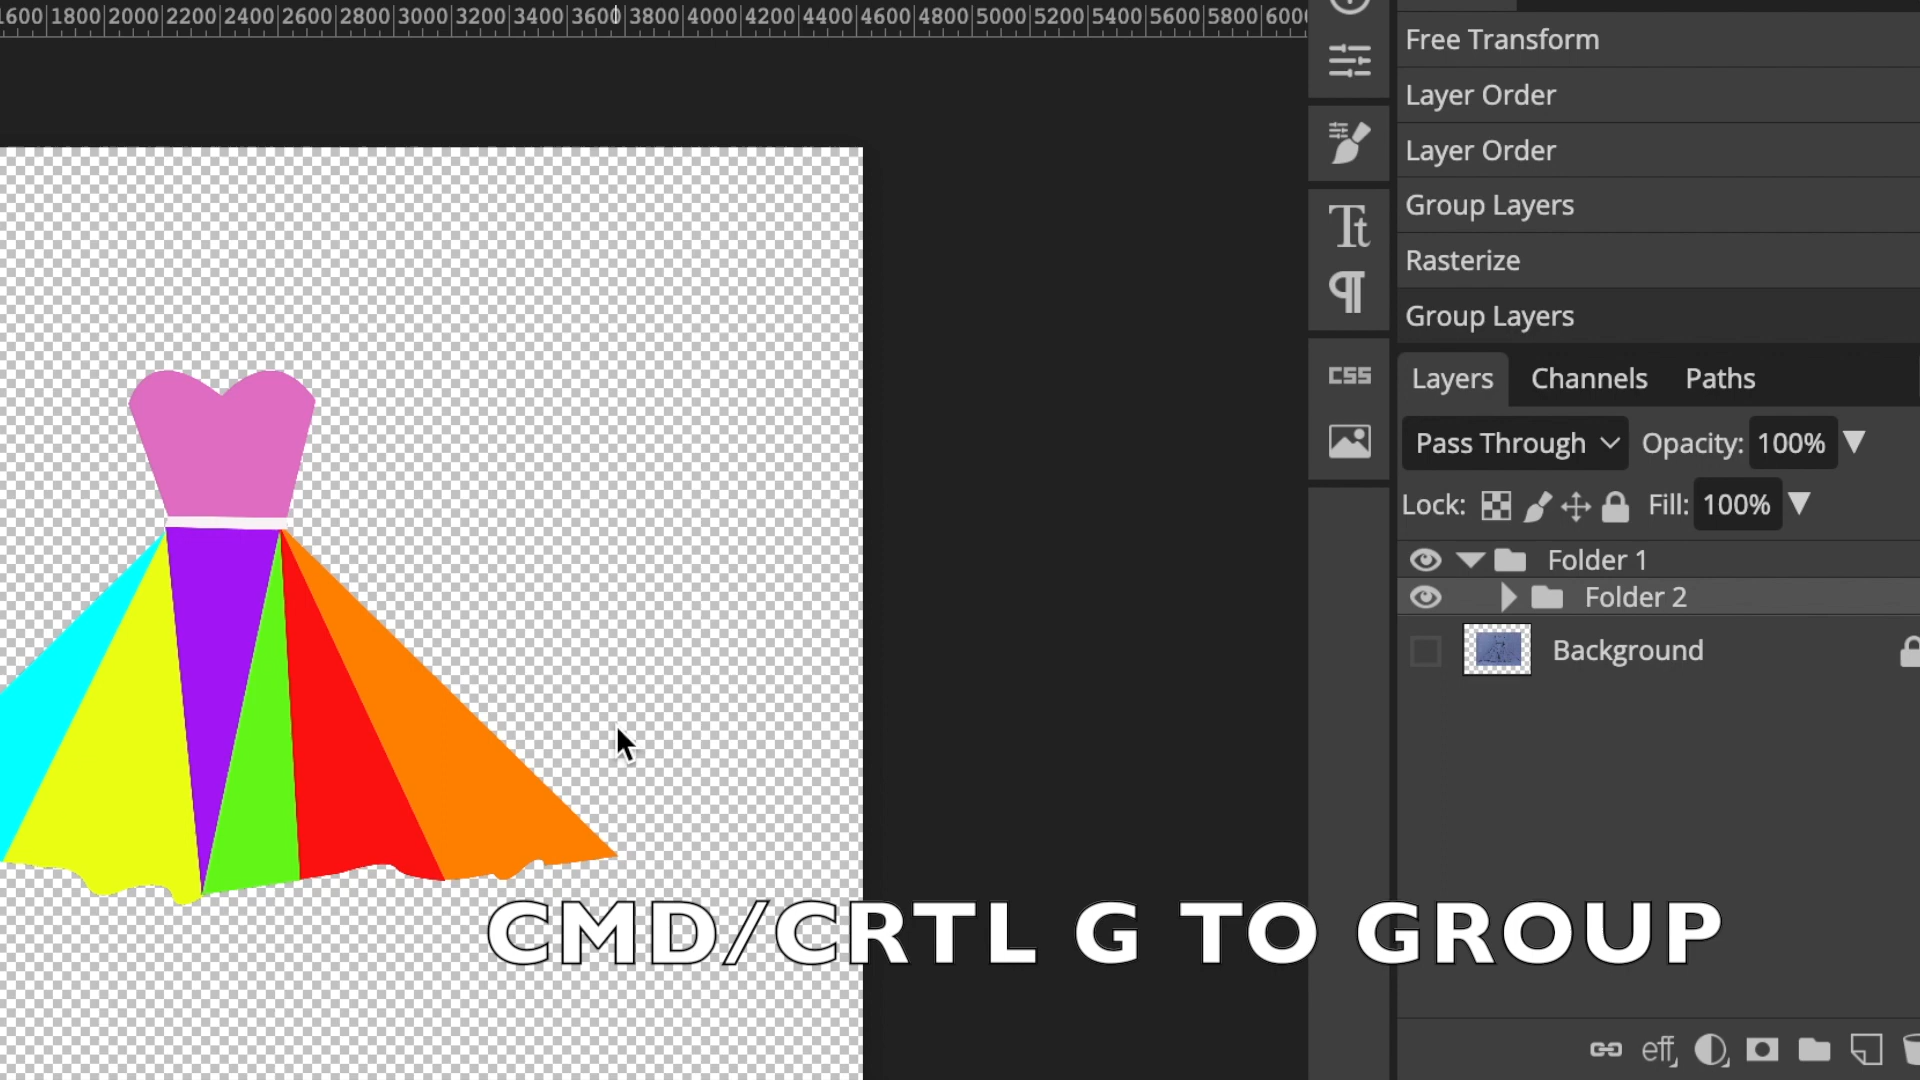 1600 1800 2000 2200 2400 2600 2800 3000 3200 3400 3600 3800 4000 4200 4400 4600 4800 5000 5200 5400 5600 5800 6000
Free Transform
Layer Order
Layer Order
Group Layers
Rasterize
Group Layers
Tt
¶
CSS
Layers Channels Paths
Pass Through Opacity: 100%
Lock: Fill: 100%
Folder 1
Folder 2
Background
CMD/CRTL G TO GROUP
eff